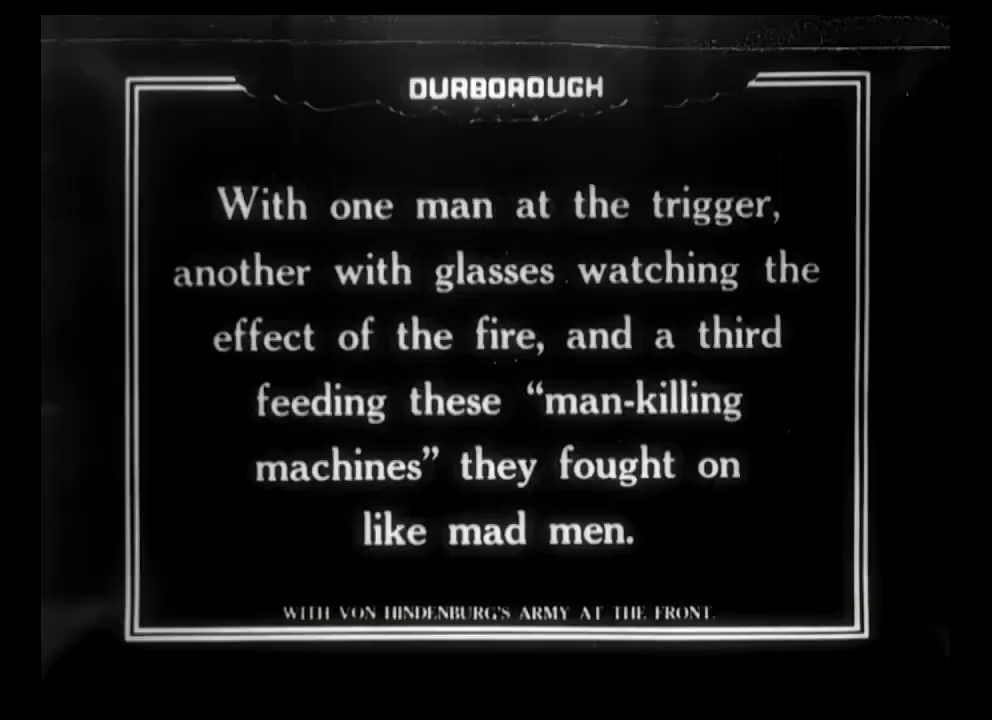 DURBOROUGH
With one man at the trigger,
another with glasses watching the
effect of the fire, and a third
feeding these “man-killing
machines” they fought on
like mad men.
WITH VON HINDENBURG'S ARMY AT THE FRONT.